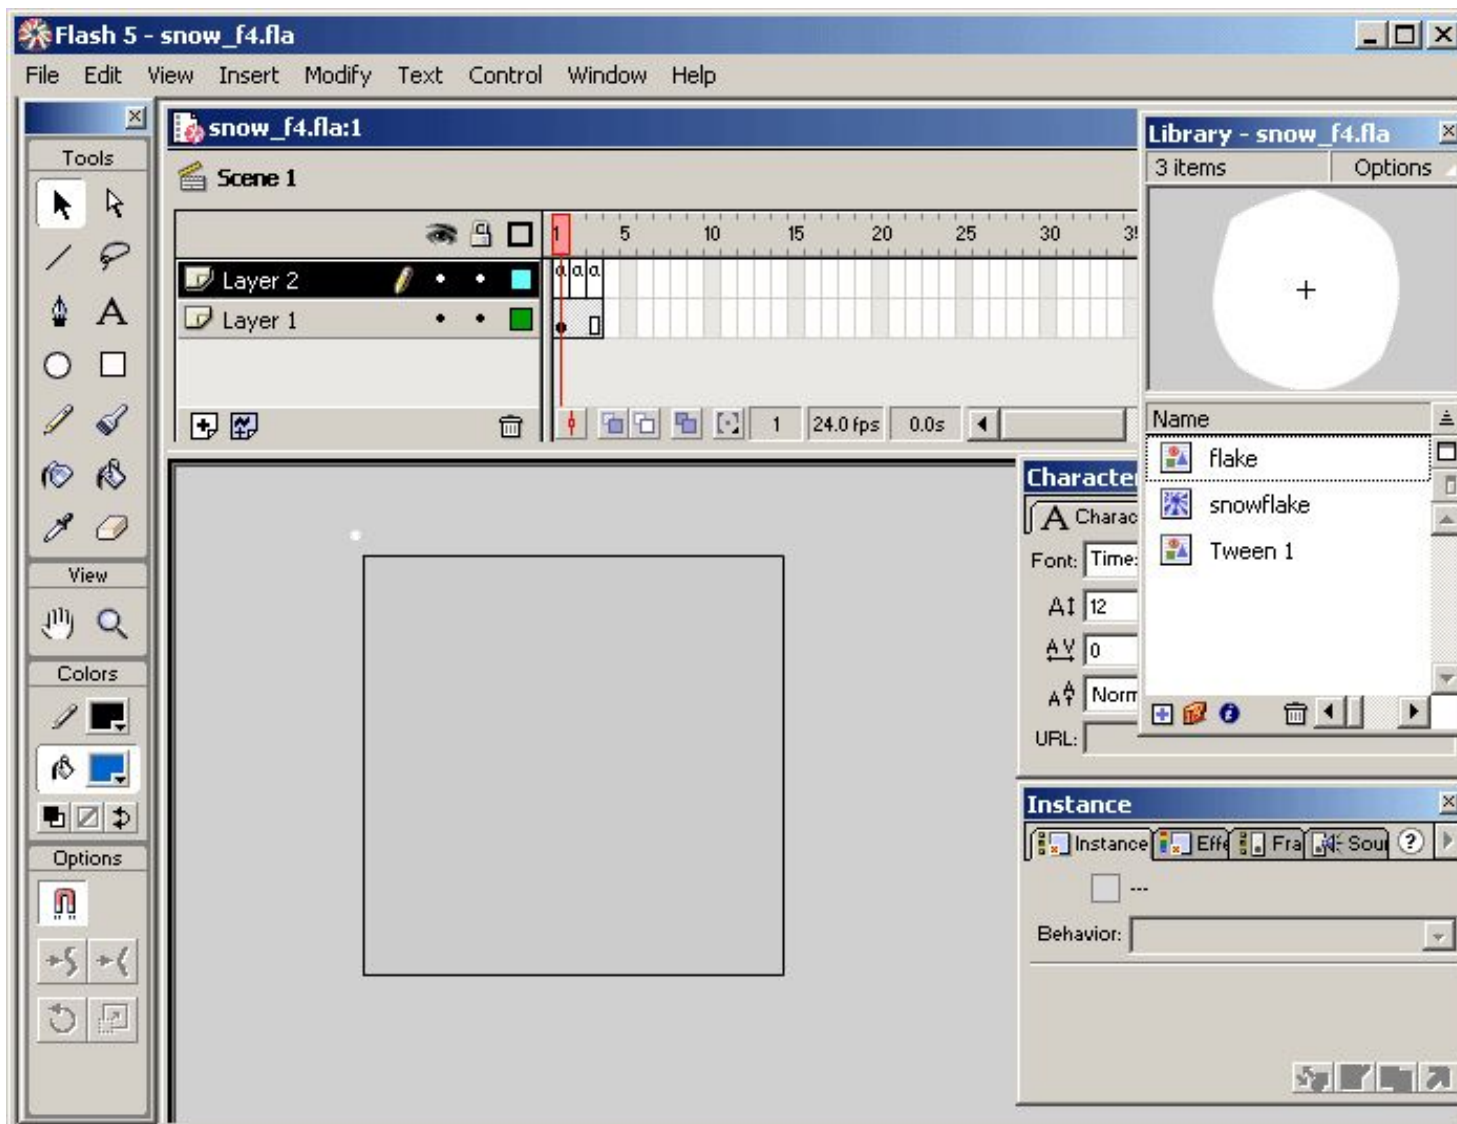 Flash 5 - snow_f4.fla
File Edit View Insert Modify Text Control Window Help
snow_f4.fla:1
Tools
Scene 1
1 5 10 15 20 25 30
Layer 2
a a a
Layer 1
1 24.0 fps 0.0s
View
Colors
Options
Library - snow_f4.fla
3 items Options
Name
flake
snowflake
Tween 1
Character
A Charac
Font: Time
12
0
Norm
URL:
Instance
Instance Effe Fra Sou ?
---
Behavior: